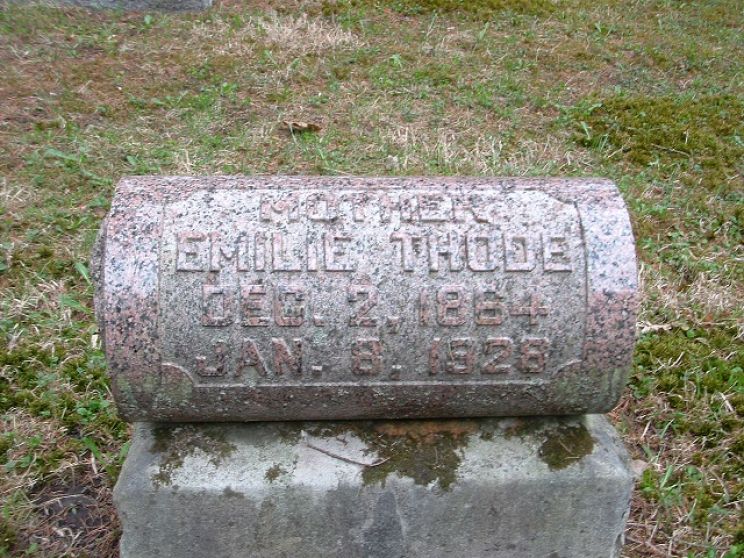 MOTHER
EMILIE THODE
DEC. 2, 1864
JAN. 8, 1928